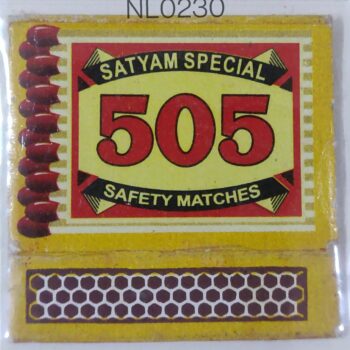 NL0230
SATYAM SPECIAL
505
SAFETY MATCHES